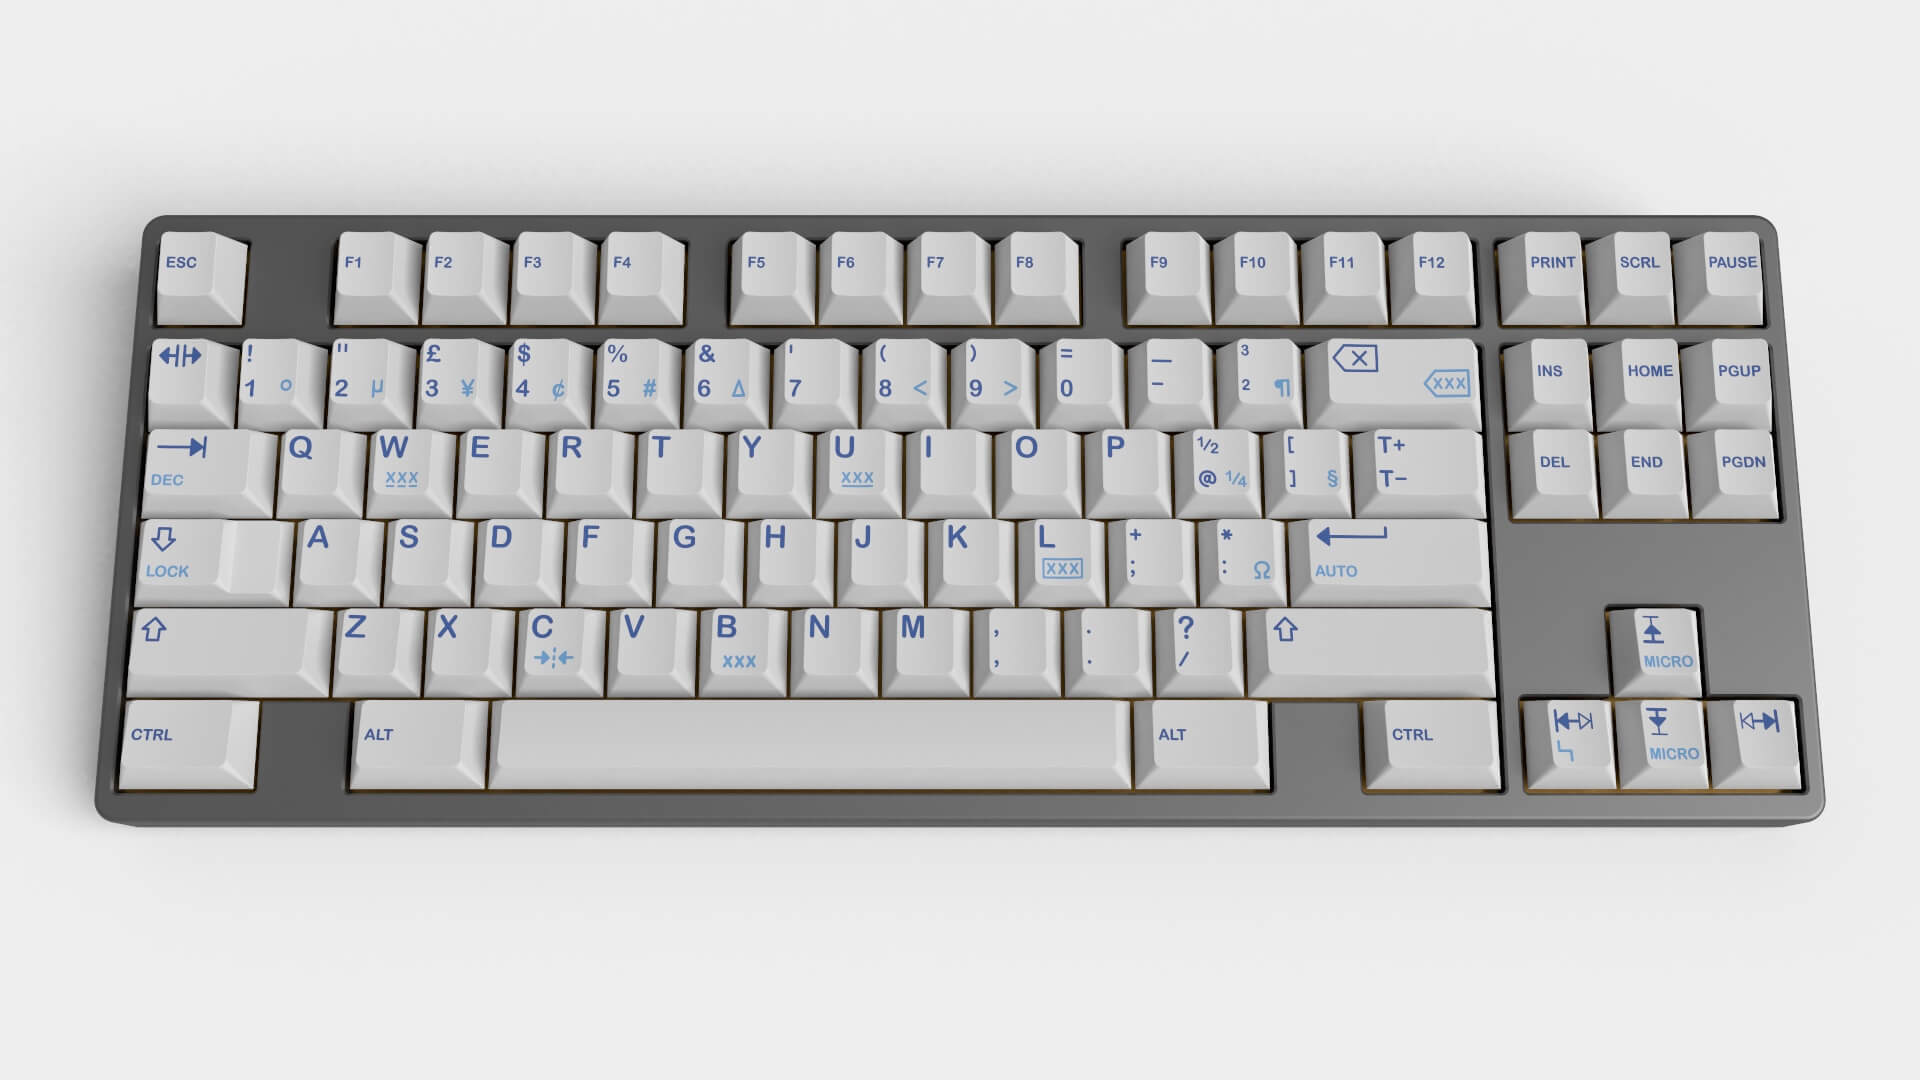 ESC F1 F2 F3 F4 F5 F6 F7 F8 F9 F10 F11 F12 PRINT SCRL PAUSE
! " £ $ % & ' ( ) = _ 3
1 o 2 µ 3 ¥ 4 ¢ 5 # 6 Δ 7 8 < 9 > 0 - 2 ¶ XXX INS HOME PGUP
Q W E R T Y U I O P ½ [ T+
DEC XXX XXX @ ¼ ] § T− DEL END PGDN
A S D F G H J K L + *
LOCK XXX ; : Ω AUTO
Z X C V B N M , . ?
XXX , . / MICRO
CTRL ALT ALT CTRL MICRO